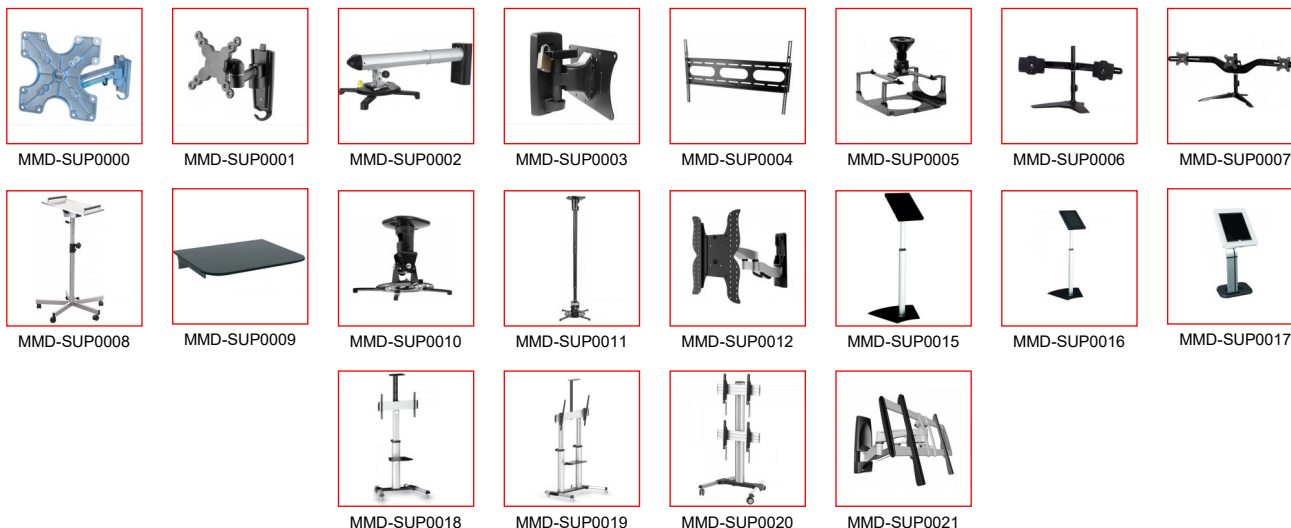 MMD-SUP0000
MMD-SUP0001
MMD-SUP0002
MMD-SUP0003
MMD-SUP0004
MMD-SUP0005
MMD-SUP0006
MMD-SUP0007
MMD-SUP0008
MMD-SUP0009
MMD-SUP0010
MMD-SUP0011
MMD-SUP0012
MMD-SUP0015
MMD-SUP0016
MMD-SUP0017
MMD-SUP0018
MMD-SUP0019
MMD-SUP0020
MMD-SUP0021